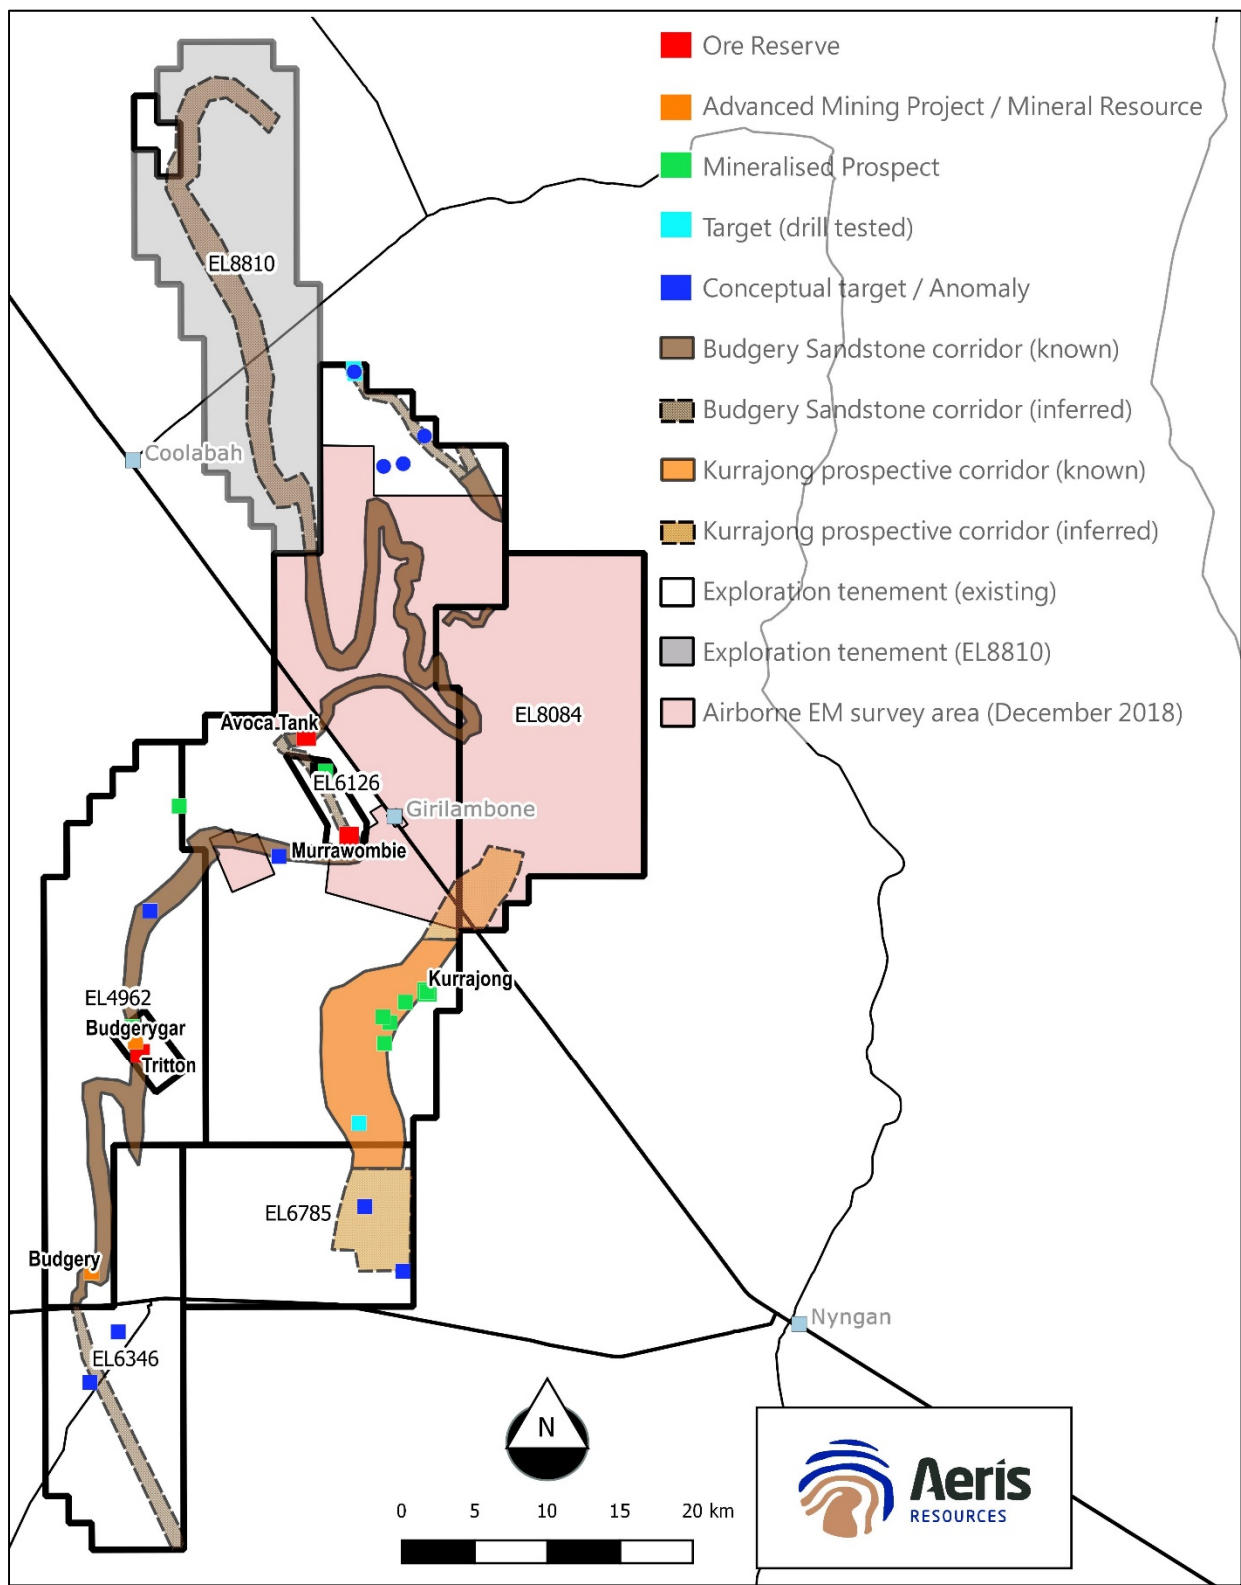 Ore Reserve
Advanced Mining Project / Mineral Resource
Mineralised Prospect
Target (drill tested)
Conceptual target / Anomaly
Budgery Sandstone corridor (known)
Budgery Sandstone corridor (inferred)
Kurrajong prospective corridor (known)
Kurrajong prospective corridor (inferred)
Exploration tenement (existing)
Exploration tenement (EL8810)
Airborne EM survey area (December 2018)
EL8810
Coolabah
EL8084
Avoca Tank
EL6126
Girilambone
Murrawombie
Kurrajong
EL4962
Budgerygar
Tritton
EL6785
Budgery
Nyngan
EL6346
N
0 5 10 15 20 km
Aeris
RESOURCES